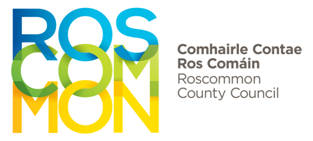 ROS
COM
MON
Comhairle Contae
Ros Comáin
Roscommon
County Council